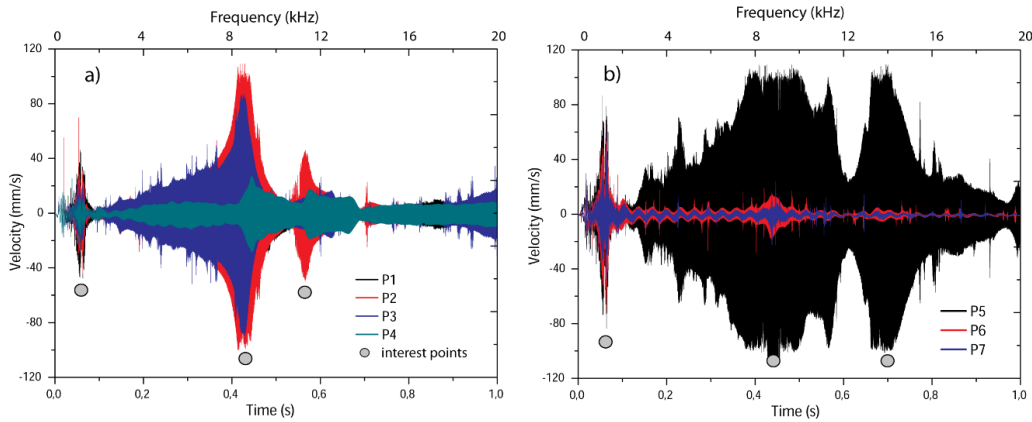 Frequency (kHz)
0 4 8 12 16 20
a)
120
80
40
0
-40
-80
-120
Velocity (mm/s)
P1
P2
P3
P4
interest points
0,0 0,2 0,4 0,6 0,8 1,0
Time (s)
Frequency (kHz)
0 4 8 12 16 20
b)
120
80
40
0
-40
-80
-120
Velocity (mm/s)
P5
P6
P7
0,0 0,2 0,4 0,6 0,8 1,0
Time (s)